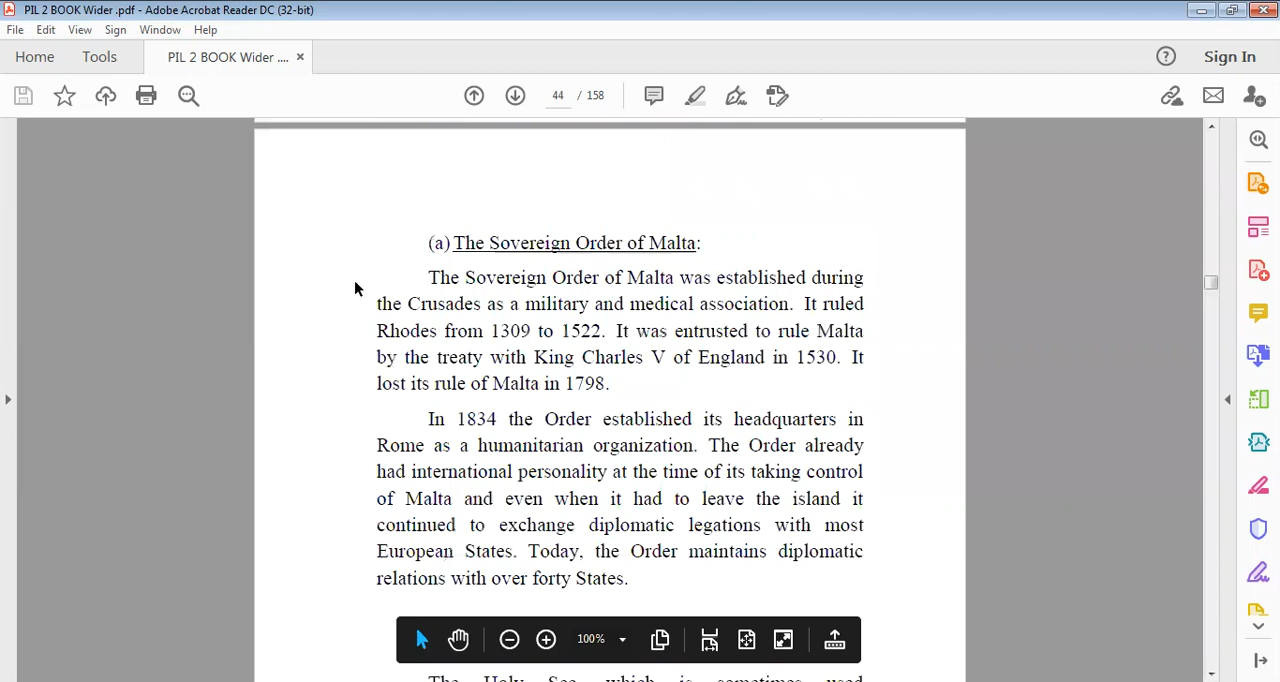 PIL 2 BOOK Wider .pdf - Adobe Acrobat Reader DC (32-bit)
File Edit View Sign Window Help
Home Tools PIL 2 BOOK Wider .... × Sign In
44 / 158
(a) The Sovereign Order of Malta:
The Sovereign Order of Malta was established during
the Crusades as a military and medical association. It ruled
Rhodes from 1309 to 1522. It was entrusted to rule Malta
by the treaty with King Charles V of England in 1530. It
lost its rule of Malta in 1798.
In 1834 the Order established its headquarters in
Rome as a humanitarian organization. The Order already
had international personality at the time of its taking control
of Malta and even when it had to leave the island it
continued to exchange diplomatic legations with most
European States. Today, the Order maintains diplomatic
relations with over forty States.
100%
The Holy See which is sometimes used